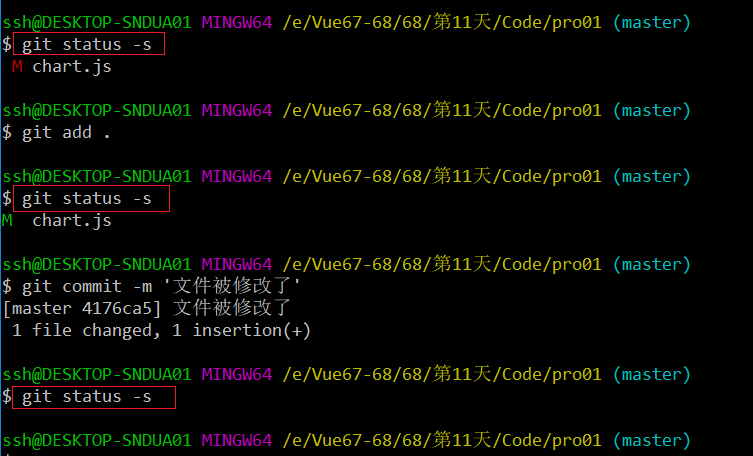 ssh@DESKTOP-SNDUA01 MINGW64 /e/Vue67-68/68/第11天/Code/pro01 (master)
$ git status -s
 M chart.js
ssh@DESKTOP-SNDUA01 MINGW64 /e/Vue67-68/68/第11天/Code/pro01 (master)
$ git add .
ssh@DESKTOP-SNDUA01 MINGW64 /e/Vue67-68/68/第11天/Code/pro01 (master)
$ git status -s
M  chart.js
ssh@DESKTOP-SNDUA01 MINGW64 /e/Vue67-68/68/第11天/Code/pro01 (master)
$ git commit -m '文件被修改了'
[master 4176ca5] 文件被修改了
 1 file changed, 1 insertion(+)
ssh@DESKTOP-SNDUA01 MINGW64 /e/Vue67-68/68/第11天/Code/pro01 (master)
$ git status -s
ssh@DESKTOP-SNDUA01 MINGW64 /e/Vue67-68/68/第11天/Code/pro01 (master)